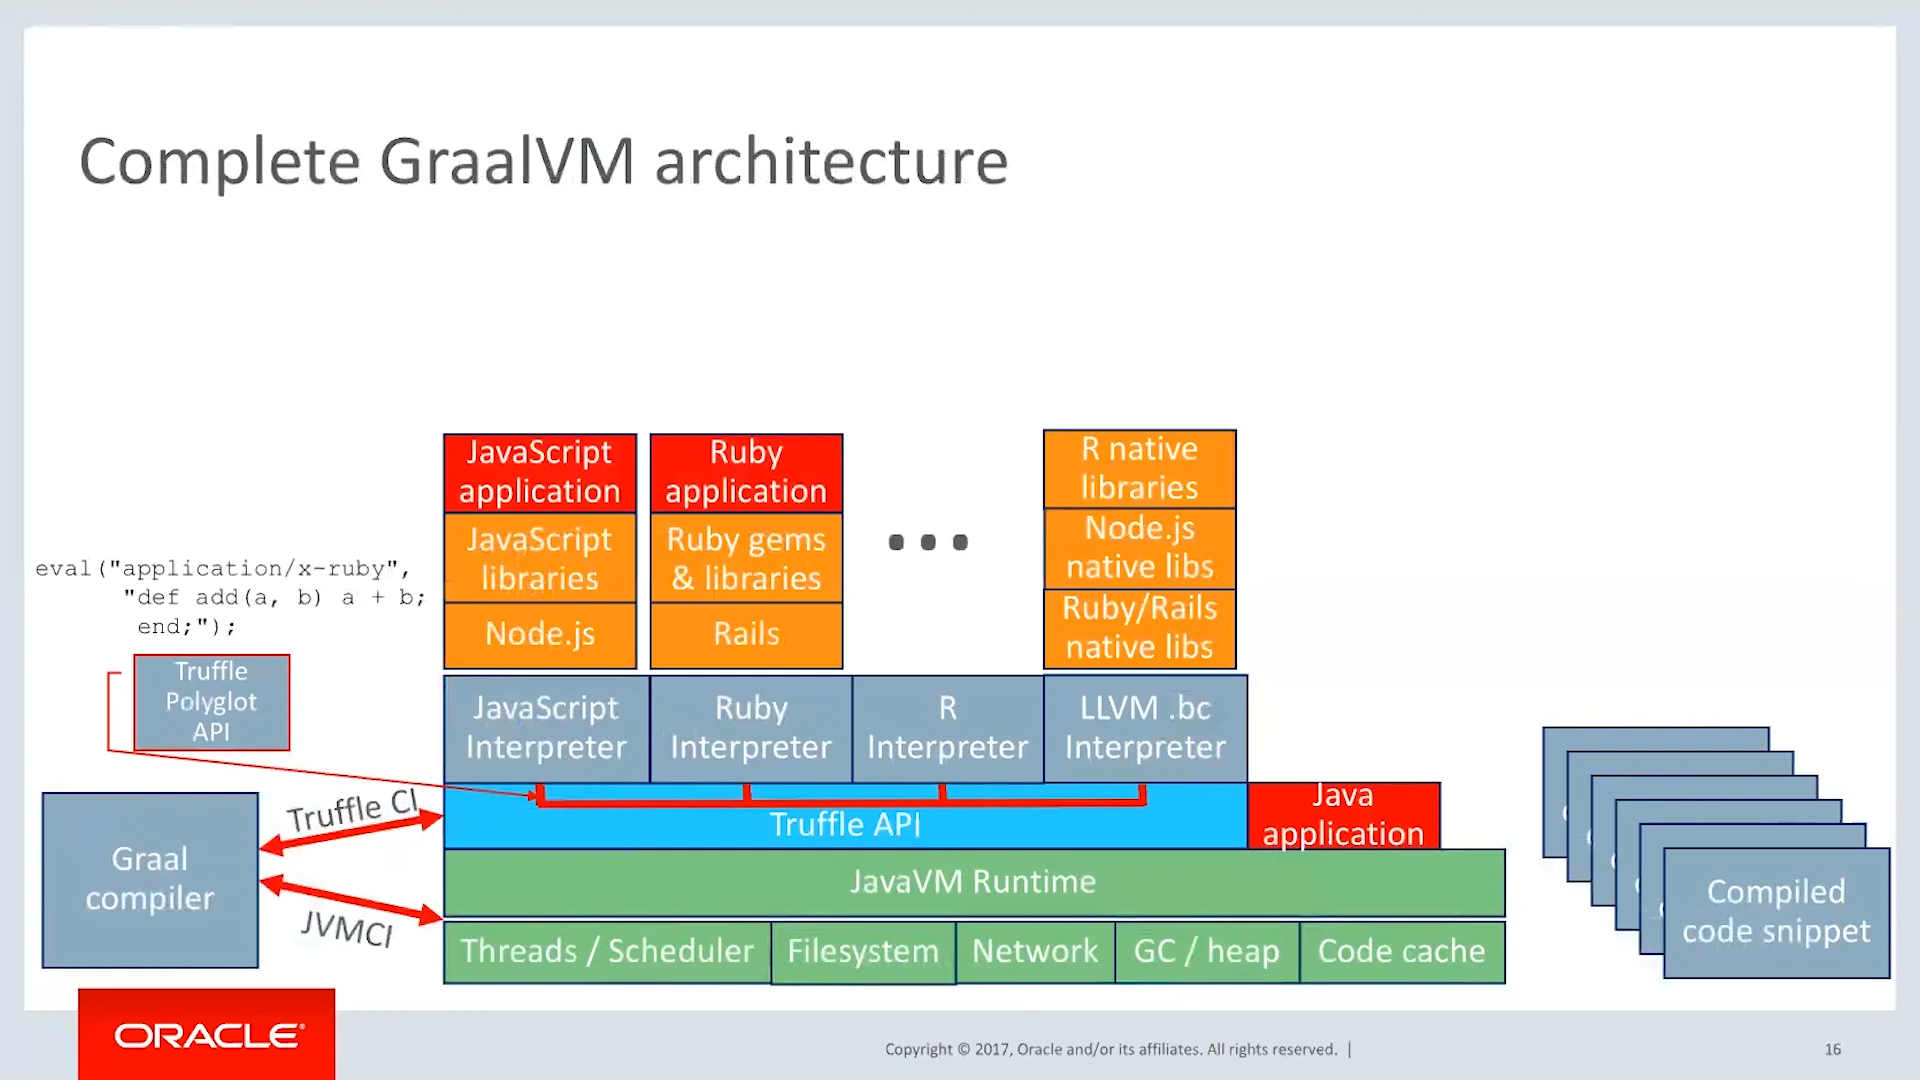 Complete GraalVM architecture
JavaScript
application
Ruby
application
R native
libraries
JavaScript
libraries
Ruby gems
& libraries
...
Node.js
native libs
Node.js
Rails
Ruby/Rails
native libs
eval("application/x-ruby",
"def add(a, b) a + b;
end;");
Truffle
Polyglot
API
JavaScript
Interpreter
Ruby
Interpreter
R
Interpreter
LLVM .bc
Interpreter
Truffle CI
Truffle API
Java
application
Graal
compiler
JavaVM Runtime
JVMCI
Threads / Scheduler
Filesystem
Network
GC / heap
Code cache
Compiled
code snippet
ORACLE®
Copyright © 2017, Oracle and/or its affiliates. All rights reserved. |
16